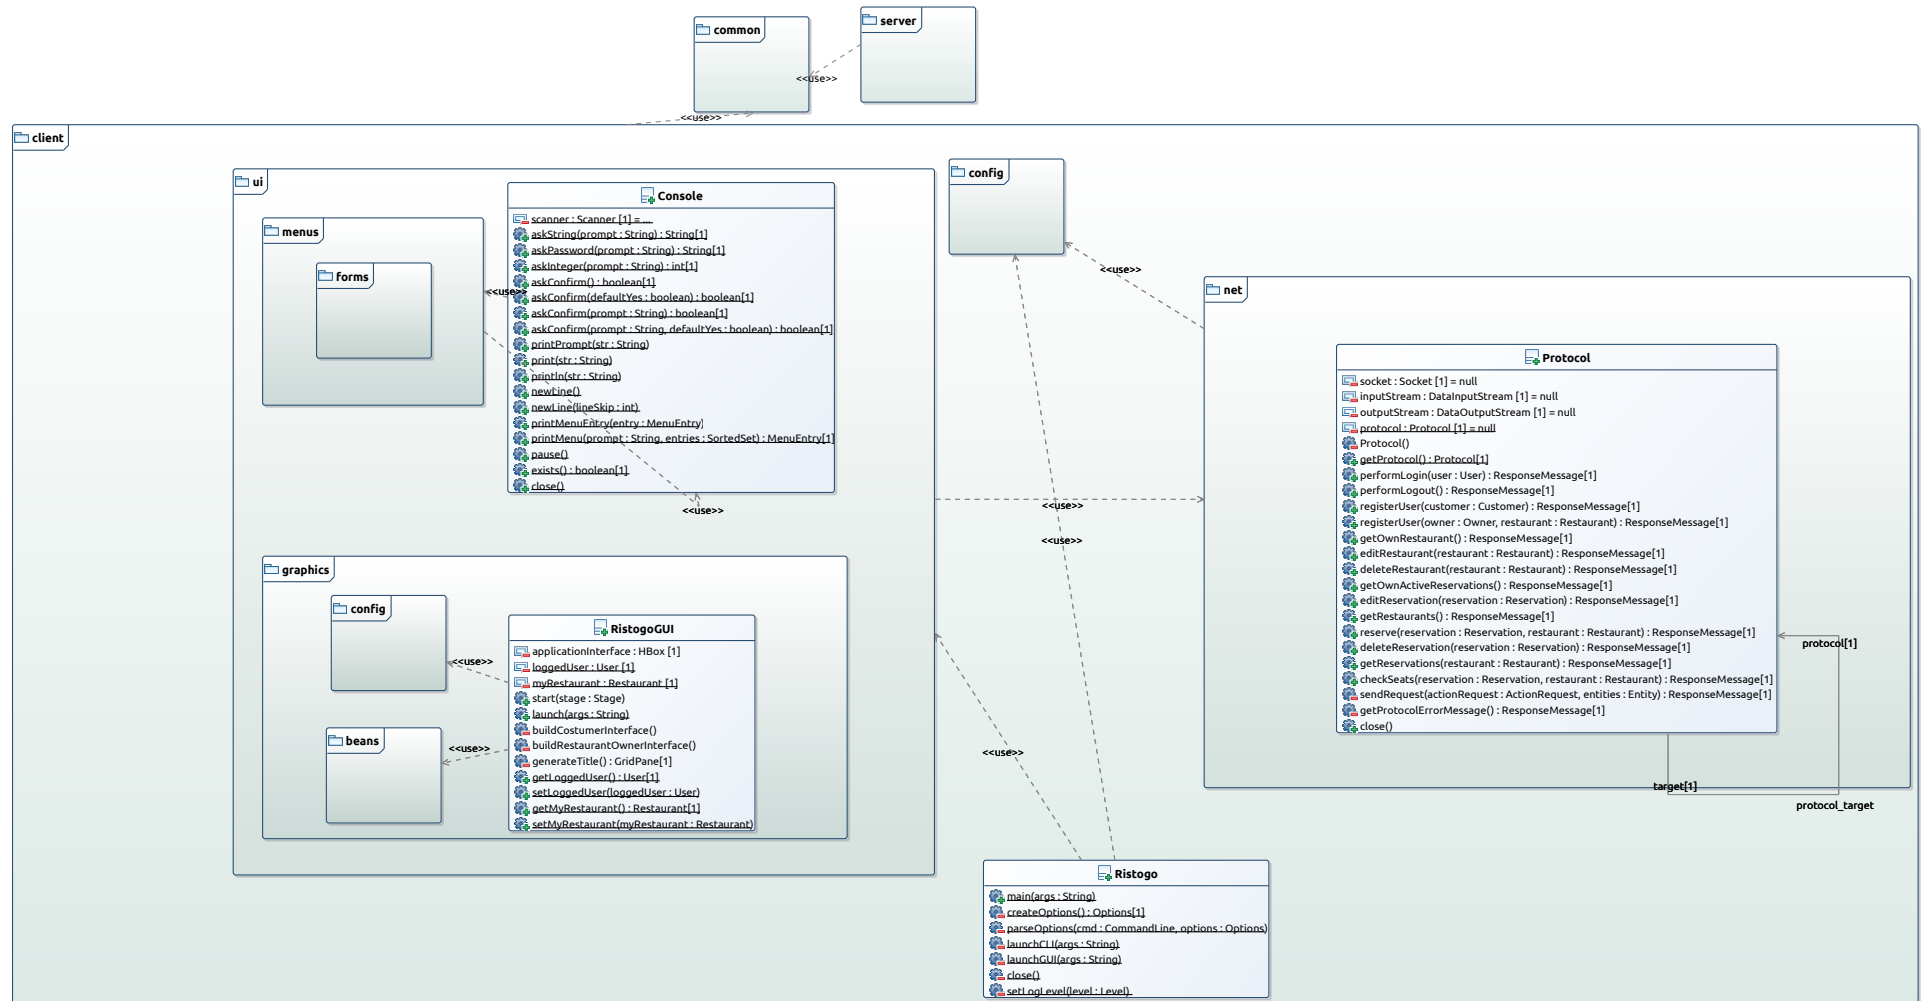 common
server
<<use>>
<<use>>
client
ui
config
menus
forms
<<use>>
Console
scanner : Scanner [1] = ...
askString(prompt : String) : String[1]
askPassword(prompt : String) : String[1]
askInteger(prompt : String) : int[1]
askConfirm() : boolean[1]
askConfirm(defaultYes : boolean) : boolean[1]
askConfirm(prompt : String) : boolean[1]
askConfirm(prompt : String, defaultYes : boolean) : boolean[1]
printPrompt(str : String)
print(str : String)
println(str : String)
newLine()
newLine(lineSkip : int)
printMenuEntry(entry : MenuEntry)
printMenu(prompt : String, entries : SortedSet) : MenuEntry[1]
pause()
exists() : boolean[1]
close()
<<use>>
<<use>>
net
Protocol
socket : Socket [1] = null
inputStream : DataInputStream [1] = null
outputStream : DataOutputStream [1] = null
protocol : Protocol [1] = null
Protocol()
getProtocol() : Protocol[1]
performLogin(user : User) : ResponseMessage[1]
performLogout() : ResponseMessage[1]
registerUser(customer : Customer) : ResponseMessage[1]
registerUser(owner : Owner, restaurant : Restaurant) : ResponseMessage[1]
getOwnRestaurant() : ResponseMessage[1]
editRestaurant(restaurant : Restaurant) : ResponseMessage[1]
deleteRestaurant(restaurant : Restaurant) : ResponseMessage[1]
getOwnActiveReservations() : ResponseMessage[1]
editReservation(reservation : Reservation) : ResponseMessage[1]
getRestaurants() : ResponseMessage[1]
reserve(reservation : Reservation, restaurant : Restaurant) : ResponseMessage[1]
deleteReservation(reservation : Reservation) : ResponseMessage[1]
getReservations(restaurant : Restaurant) : ResponseMessage[1]
checkSeats(reservation : Reservation, restaurant : Restaurant) : ResponseMessage[1]
sendRequest(actionRequest : ActionRequest, entities : Entity) : ResponseMessage[1]
getProtocolErrorMessage() : ResponseMessage[1]
close()
protocol[1]
target[1]
protocol_target
<<use>>
<<use>>
graphics
config
beans
<<use>>
<<use>>
RistogoGUI
applicationInterface : HBox [1]
loggedUser : User [1]
myRestaurant : Restaurant [1]
start(stage : Stage)
launch(args : String)
buildCostumerInterface()
buildRestaurantOwnerInterface()
generateTitle() : GridPane[1]
getLoggedUser() : User[1]
setLoggedUser(loggedUser : User)
getMyRestaurant() : Restaurant[1]
setMyRestaurant(myRestaurant : Restaurant)
<<use>>
Ristogo
main(args : String)
createOptions() : Options[1]
parseOptions(cmd : CommandLine, options : Options)
launchCLI(args : String)
launchGUI(args : String)
close()
setLogLevel(level : Level)